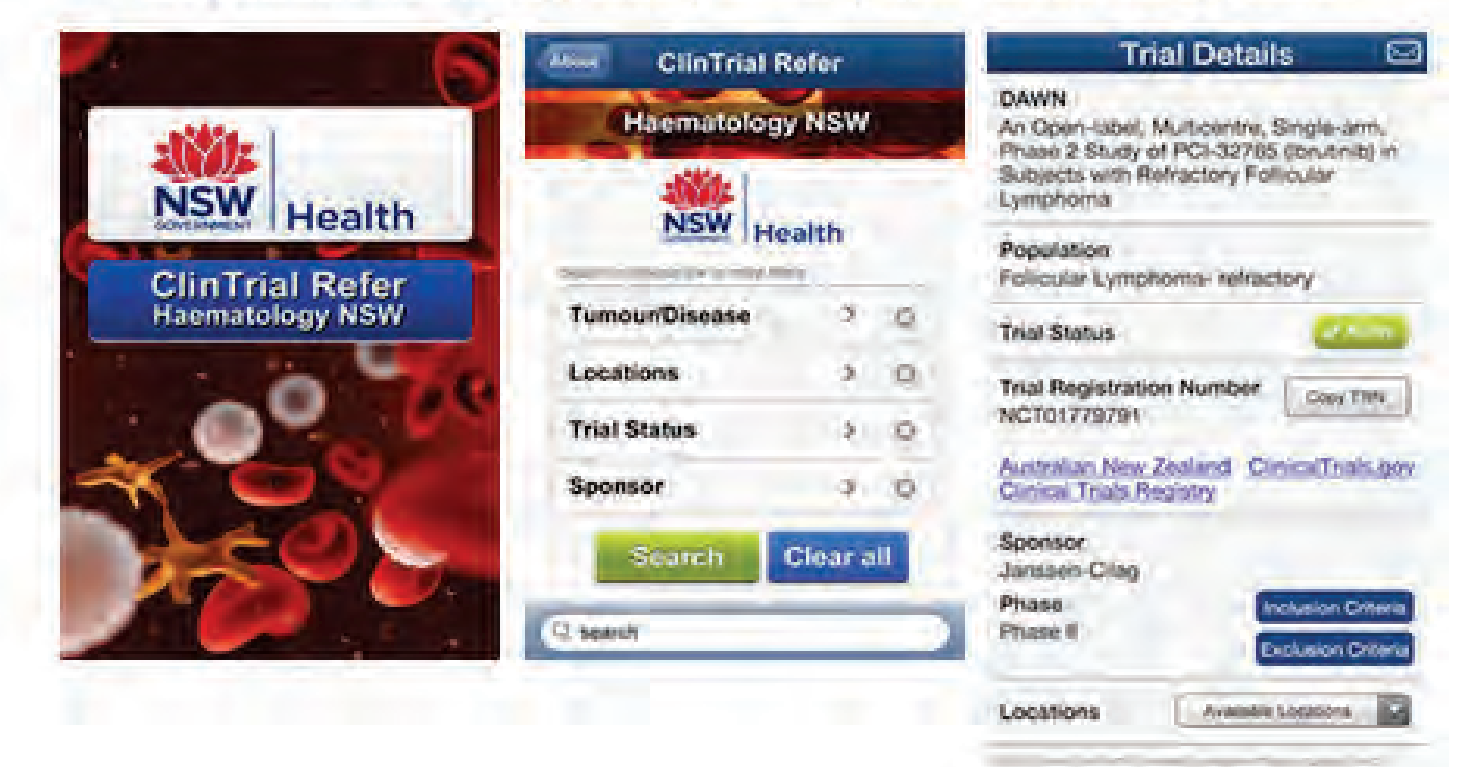 NSW
GOVERNMENT
Health
ClinTrial Refer
Haematology NSW
About
ClinTrial Refer
Haematology NSW
NSW
GOVERNMENT
Health
Tumour/Disease
Locations
Trial Status
Sponsor
Search
Clear all
search
Trial Details
DAWN
An Open-label, Multicentre, Single-arm,
Phase 2 Study of PCI-32765 (Ibrutinib) in
Subjects with Refractory Follicular
Lymphoma
Population
Follicular Lymphoma- refractory
Trial Status
Trial Registration Number
NCT01779791
Copy TRN
Australian New Zealand
Clinical Trials Registry
ClinicalTrials.gov
Sponsor
Janssen-Cilag
Phase
Phase II
Inclusion Criteria
Exclusion Criteria
Locations
Available Locations